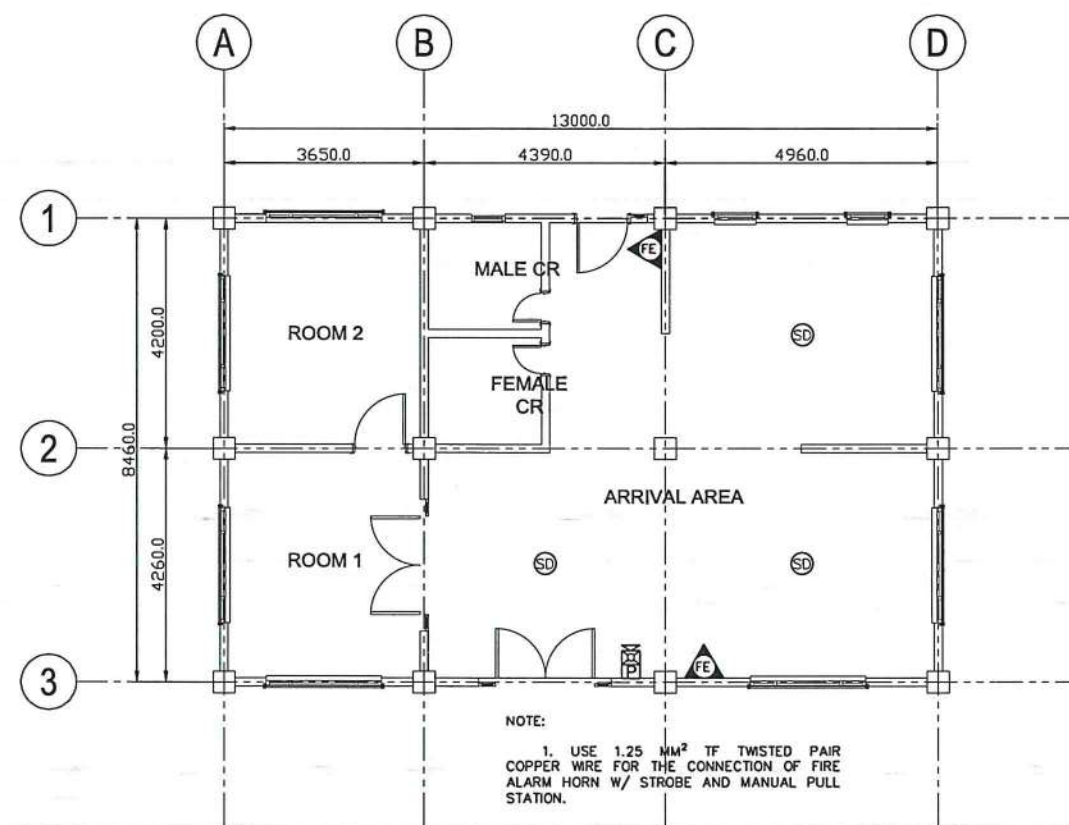 A B C D
13000.0
3650.0 4390.0 4960.0
1
FE
MALE CR
ROOM 2
SD
4200.0
FEMALE
CR
2
8460.0
ARRIVAL AREA
ROOM 1
SD
SD
4260.0
P
FE
3
NOTE:
1. USE 1.25 MM² TF TWISTED PAIR
COPPER WIRE FOR THE CONNECTION OF FIRE
ALARM HORN W/ STROBE AND MANUAL PULL
STATION.